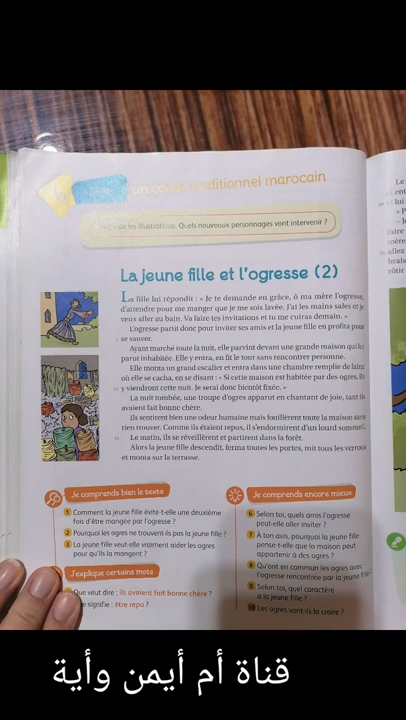 un conte traditionnel marocain
les illustrations. Quels nouveaux personnages vont intervenir ?
La jeune fille et l'ogresse (2)
La fille lui répondit : « Je te demande en grâce, ô ma mère l'ogresse,
d'attendre pour me manger que je me sois lavée. J'ai les mains sales et je
veux aller au bain. Va faire tes invitations et tu me cuiras demain. »
L'ogresse partit donc pour inviter ses amis et la jeune fille en profita pour
se sauver.
Ayant marché toute la nuit, elle parvint devant une grande maison qui lui
parut inhabitée. Elle y entra, en fit le tour sans rencontrer personne.
Elle monta un grand escalier et entra dans une chambre remplie de laine
où elle se cacha, en se disant : « Si cette maison est habitée par des ogres, ils
y viendront cette nuit. Je serai donc bientôt fixée. »
La nuit tombée, une troupe d'ogres apparut en chantant de joie, tant ils
avaient fait bonne chère.
Ils sentirent bien une odeur humaine mais fouillèrent toute la maison sans
rien trouver. Comme ils étaient repus, il s'endormirent d'un lourd sommeil.
Le matin, ils se réveillèrent et partirent dans la forêt.
Alors la jeune fille descendit, ferma toutes les portes, mit tous les verrous
et monta sur la terrasse.
Je comprends bien le texte
1 Comment la jeune fille évite-t-elle une deuxième
fois d'être mangée par l'ogresse ?
2 Pourquoi les ogres ne trouvent-ils pas la jeune fille ?
3 La jeune fille veut-elle vraiment aider les ogres
pour qu'ils la mangent ?
J'explique certains mots
Que veut dire : ils avaient fait bonne chère ?
signifie : être repu ?
Je comprends encore mieux
6 Selon toi, quels amis l'ogresse
peut-elle aller inviter ?
7 À ton avis, pourquoi la jeune fille
pense-t-elle que la maison peut
appartenir à des ogres ?
8 Qu'ont en commun les ogres avec
l'ogresse rencontrée par la jeune fille ?
9 Selon toi, quel caractère
a la jeune fille ?
10 Les ogres vont-ils la croire ?
قناة أم أيمن وأية